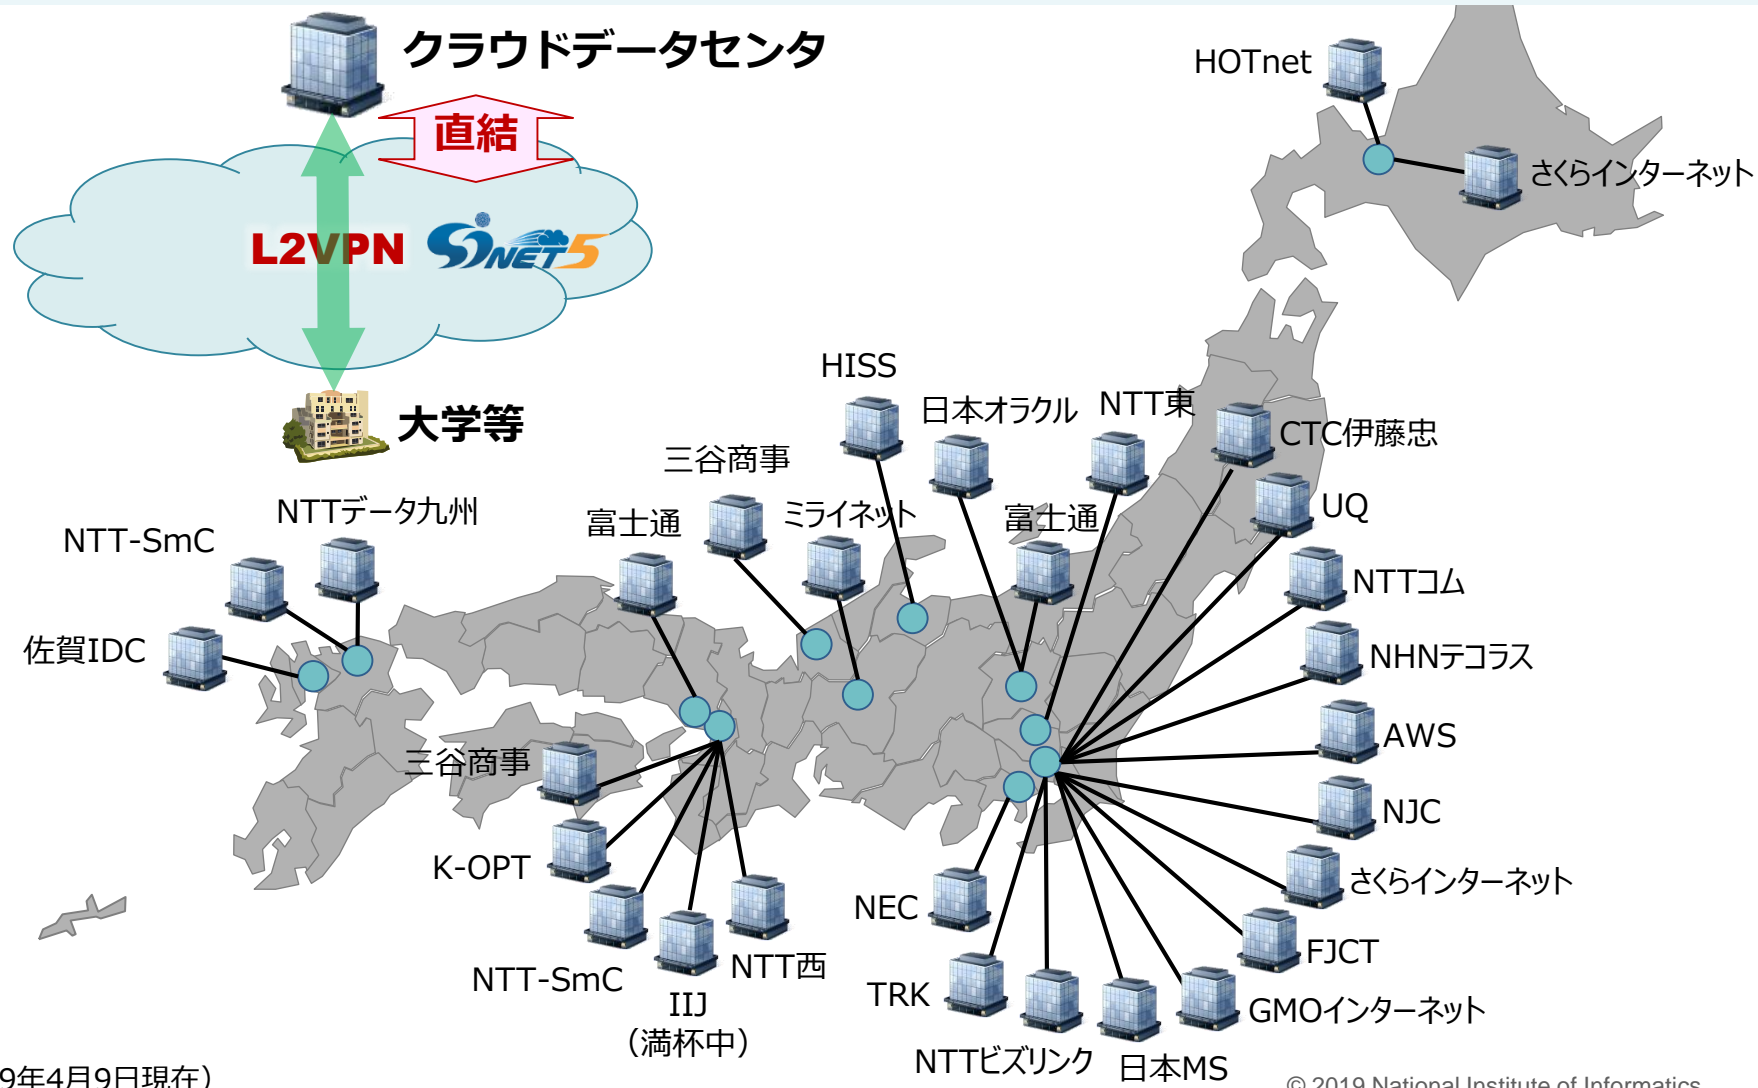 クラウドデータセンタ
直結
L2VPN
SINET5
大学等
HOTnet
さくらインターネット
HISS
日本オラクル
NTT東
CTC伊藤忠
三谷商事
ミライネット
富士通
富士通
UQ
NTTデータ九州
NTT-SmC
佐賀IDC
NTTコム
NHNテコラス
AWS
NJC
さくらインターネット
FJCT
GMOインターネット
日本MS
NTTビズリンク
TRK
NEC
三谷商事
K-OPT
NTT-SmC
IIJ
（満杯中）
NTT西
9年4月9日現在）
© 2019 National Institute of Informatics